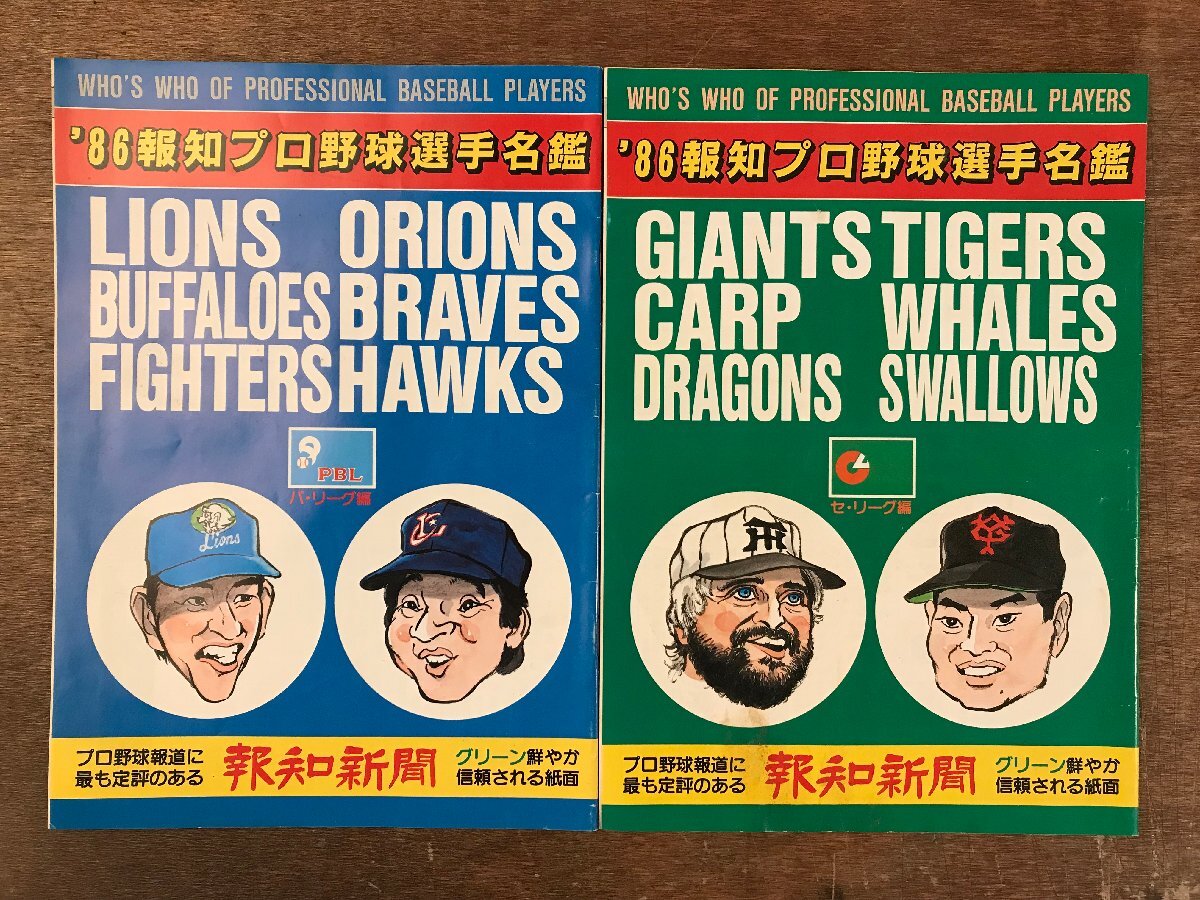 WHO'S WHO OF PROFESSIONAL BASEBALL PLAYERS
'86報知プロ野球選手名鑑
LIONS ORIONS
BUFFALOES BRAVES
FIGHTERS HAWKS
PBL
パ・リーグ編
Lions
プロ野球報道に
最も定評のある
報知新聞
グリーン鮮やか
信頼される紙面
WHO'S WHO OF PROFESSIONAL BASEBALL PLAYERS
'86報知プロ野球選手名鑑
GIANTS TIGERS
CARP WHALES
DRAGONS SWALLOWS
セ・リーグ編
HT
YG
プロ野球報道に
最も定評のある
報知新聞
グリーン鮮やか
信頼される紙面